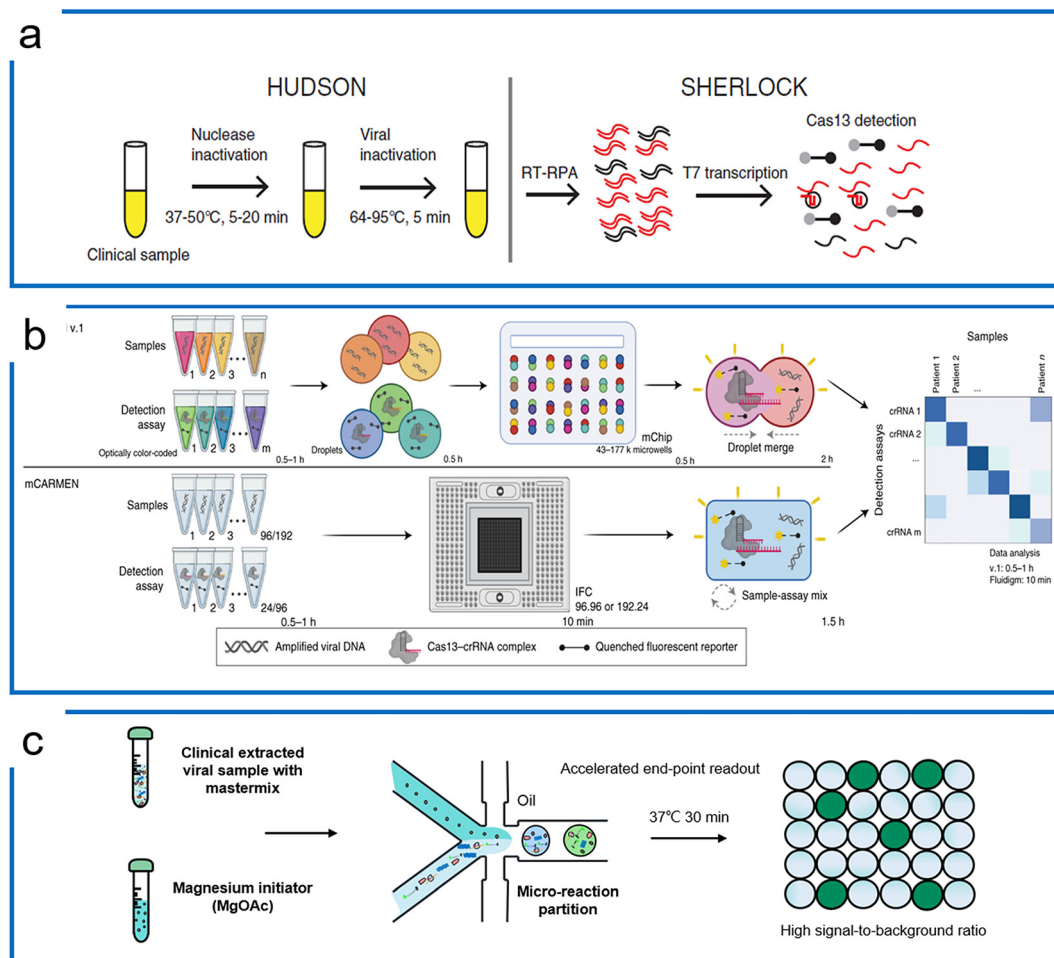 a
HUDSON
SHERLOCK
Nuclease
inactivation
Viral
inactivation
37-50°C, 5-20 min
64-95°C, 5 min
Clinical sample
RT-RPA
T7 transcription
Cas13 detection
b
v.1
Samples
1 2 3 ... n
Detection
assay
Optically color-coded
1 2 3 ... m
0.5–1 h
Droplets
0.5 h
mChip
43–177 k microwells
0.5 h
Droplet merge
2 h
mCARMEN
Samples
1 2 3 ... 96/192
Detection
assay
1 2 3 ... 24/96
0.5–1 h
IFC
96.96 or 192.24
10 min
Sample-assay mix
1.5 h
Samples
Patient 1
Patient 2
...
Patient n
Detection assays
crRNA 1
crRNA 2
...
crRNA m
Data analysis
v.1: 0.5–1 h
Fluidigm: 10 min
Amplified viral DNA
Cas13–crRNA complex
Quenched fluorescent reporter
c
Clinical extracted
viral sample with
mastermix
Magnesium initiator
(MgOAc)
Oil
Micro-reaction
partition
Accelerated end-point readout
37℃ 30 min
High signal-to-background ratio